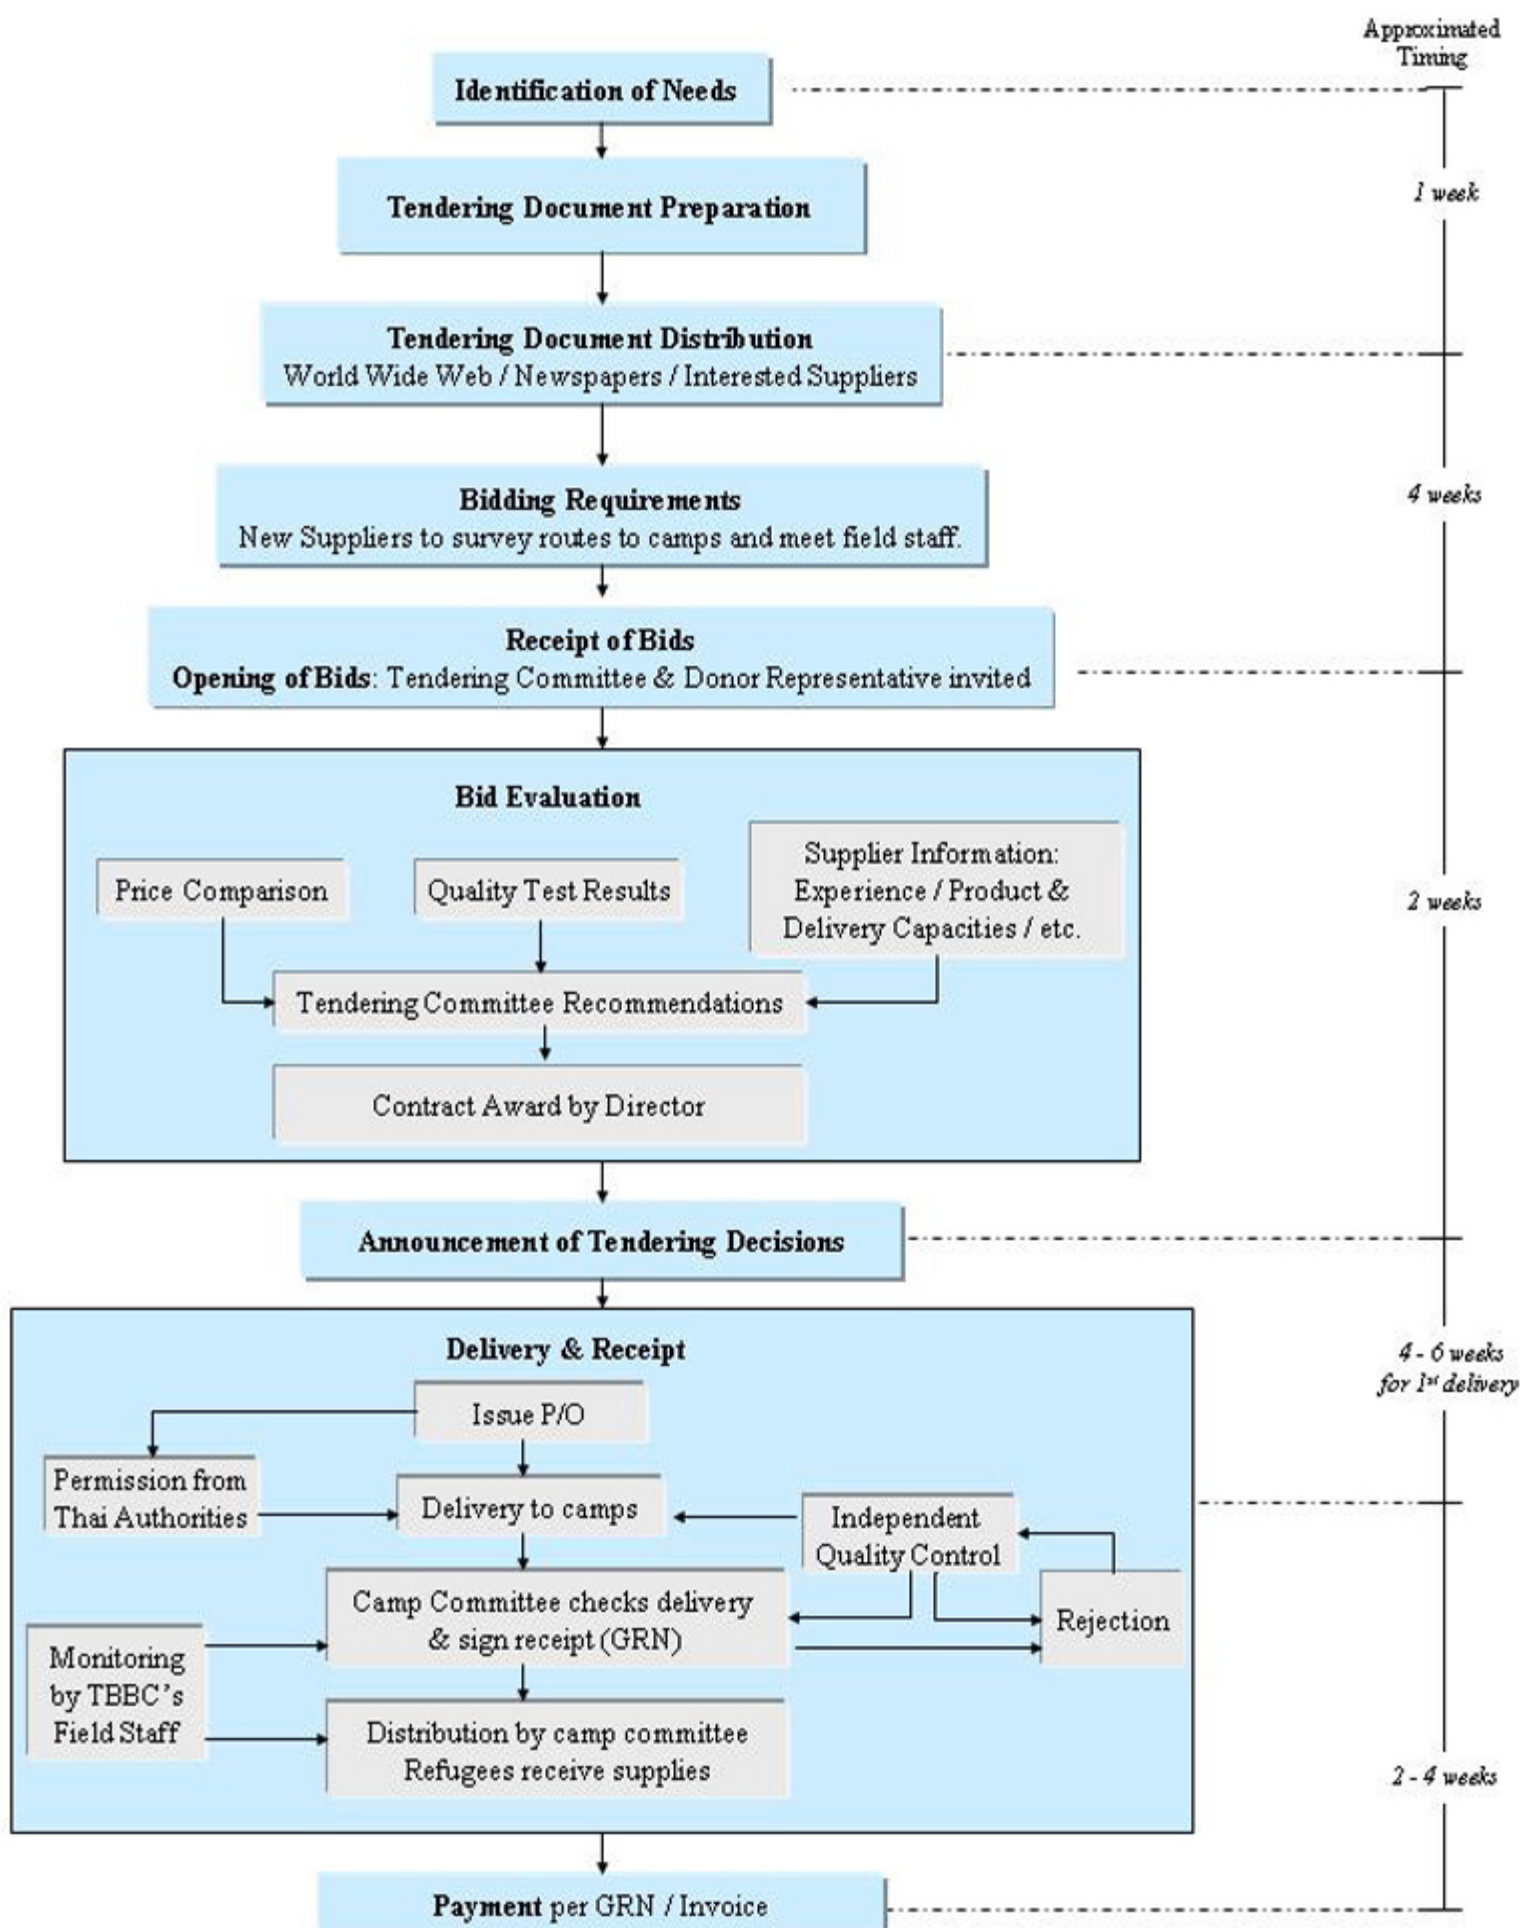 Approximated
Timing
Identification of Needs
1 week
Tendering Document Preparation
Tendering Document Distribution
World Wide Web / Newspapers / Interested Suppliers
Bidding Requirements
4 weeks
New Suppliers to survey routes to camps and meet field staff.
Receipt of Bids
Opening of Bids: Tendering Committee & Donor Representative invited
Bid Evaluation
Price Comparison
Quality Test Results
Supplier Information:
Experience / Product &
Delivery Capacities / etc.
2 weeks
Tendering Committee Recommendations
Contract Award by Director
Announcement of Tendering Decisions
Delivery & Receipt
4 - 6 weeks
for 1st delivery
Issue P/O
Permission from
Thai Authorities
Delivery to camps
Independent
Quality Control
Camp Committee checks delivery
& sign receipt (GRN)
Rejection
Monitoring
by TBBC's
Field Staff
Distribution by camp committee
Refugees receive supplies
2 - 4 weeks
Payment per GRN / Invoice